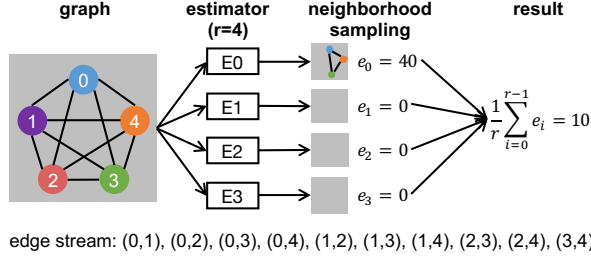 graph estimator (r=4) neighborhood sampling result
0
1
4
2
3
E0
E1
E2
E3
e₀ = 40
e₁ = 0
e₂ = 0
e₃ = 0
1/r ∑_{i=0}^{r−1} eᵢ = 10
edge stream: (0,1), (0,2), (0,3), (0,4), (1,2), (1,3), (1,4), (2,3), (2,4), (3,4)